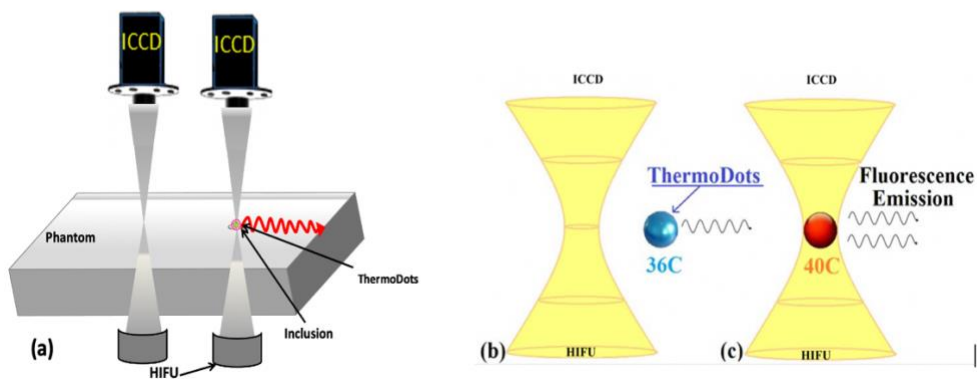 ICCD
ICCD
Phantom
ThermoDots
Inclusion
(a)
HIFU
ICCD
ICCD
ThermoDots
Fluorescence
Emission
36C
40C
(b)
HIFU
(c)
HIFU